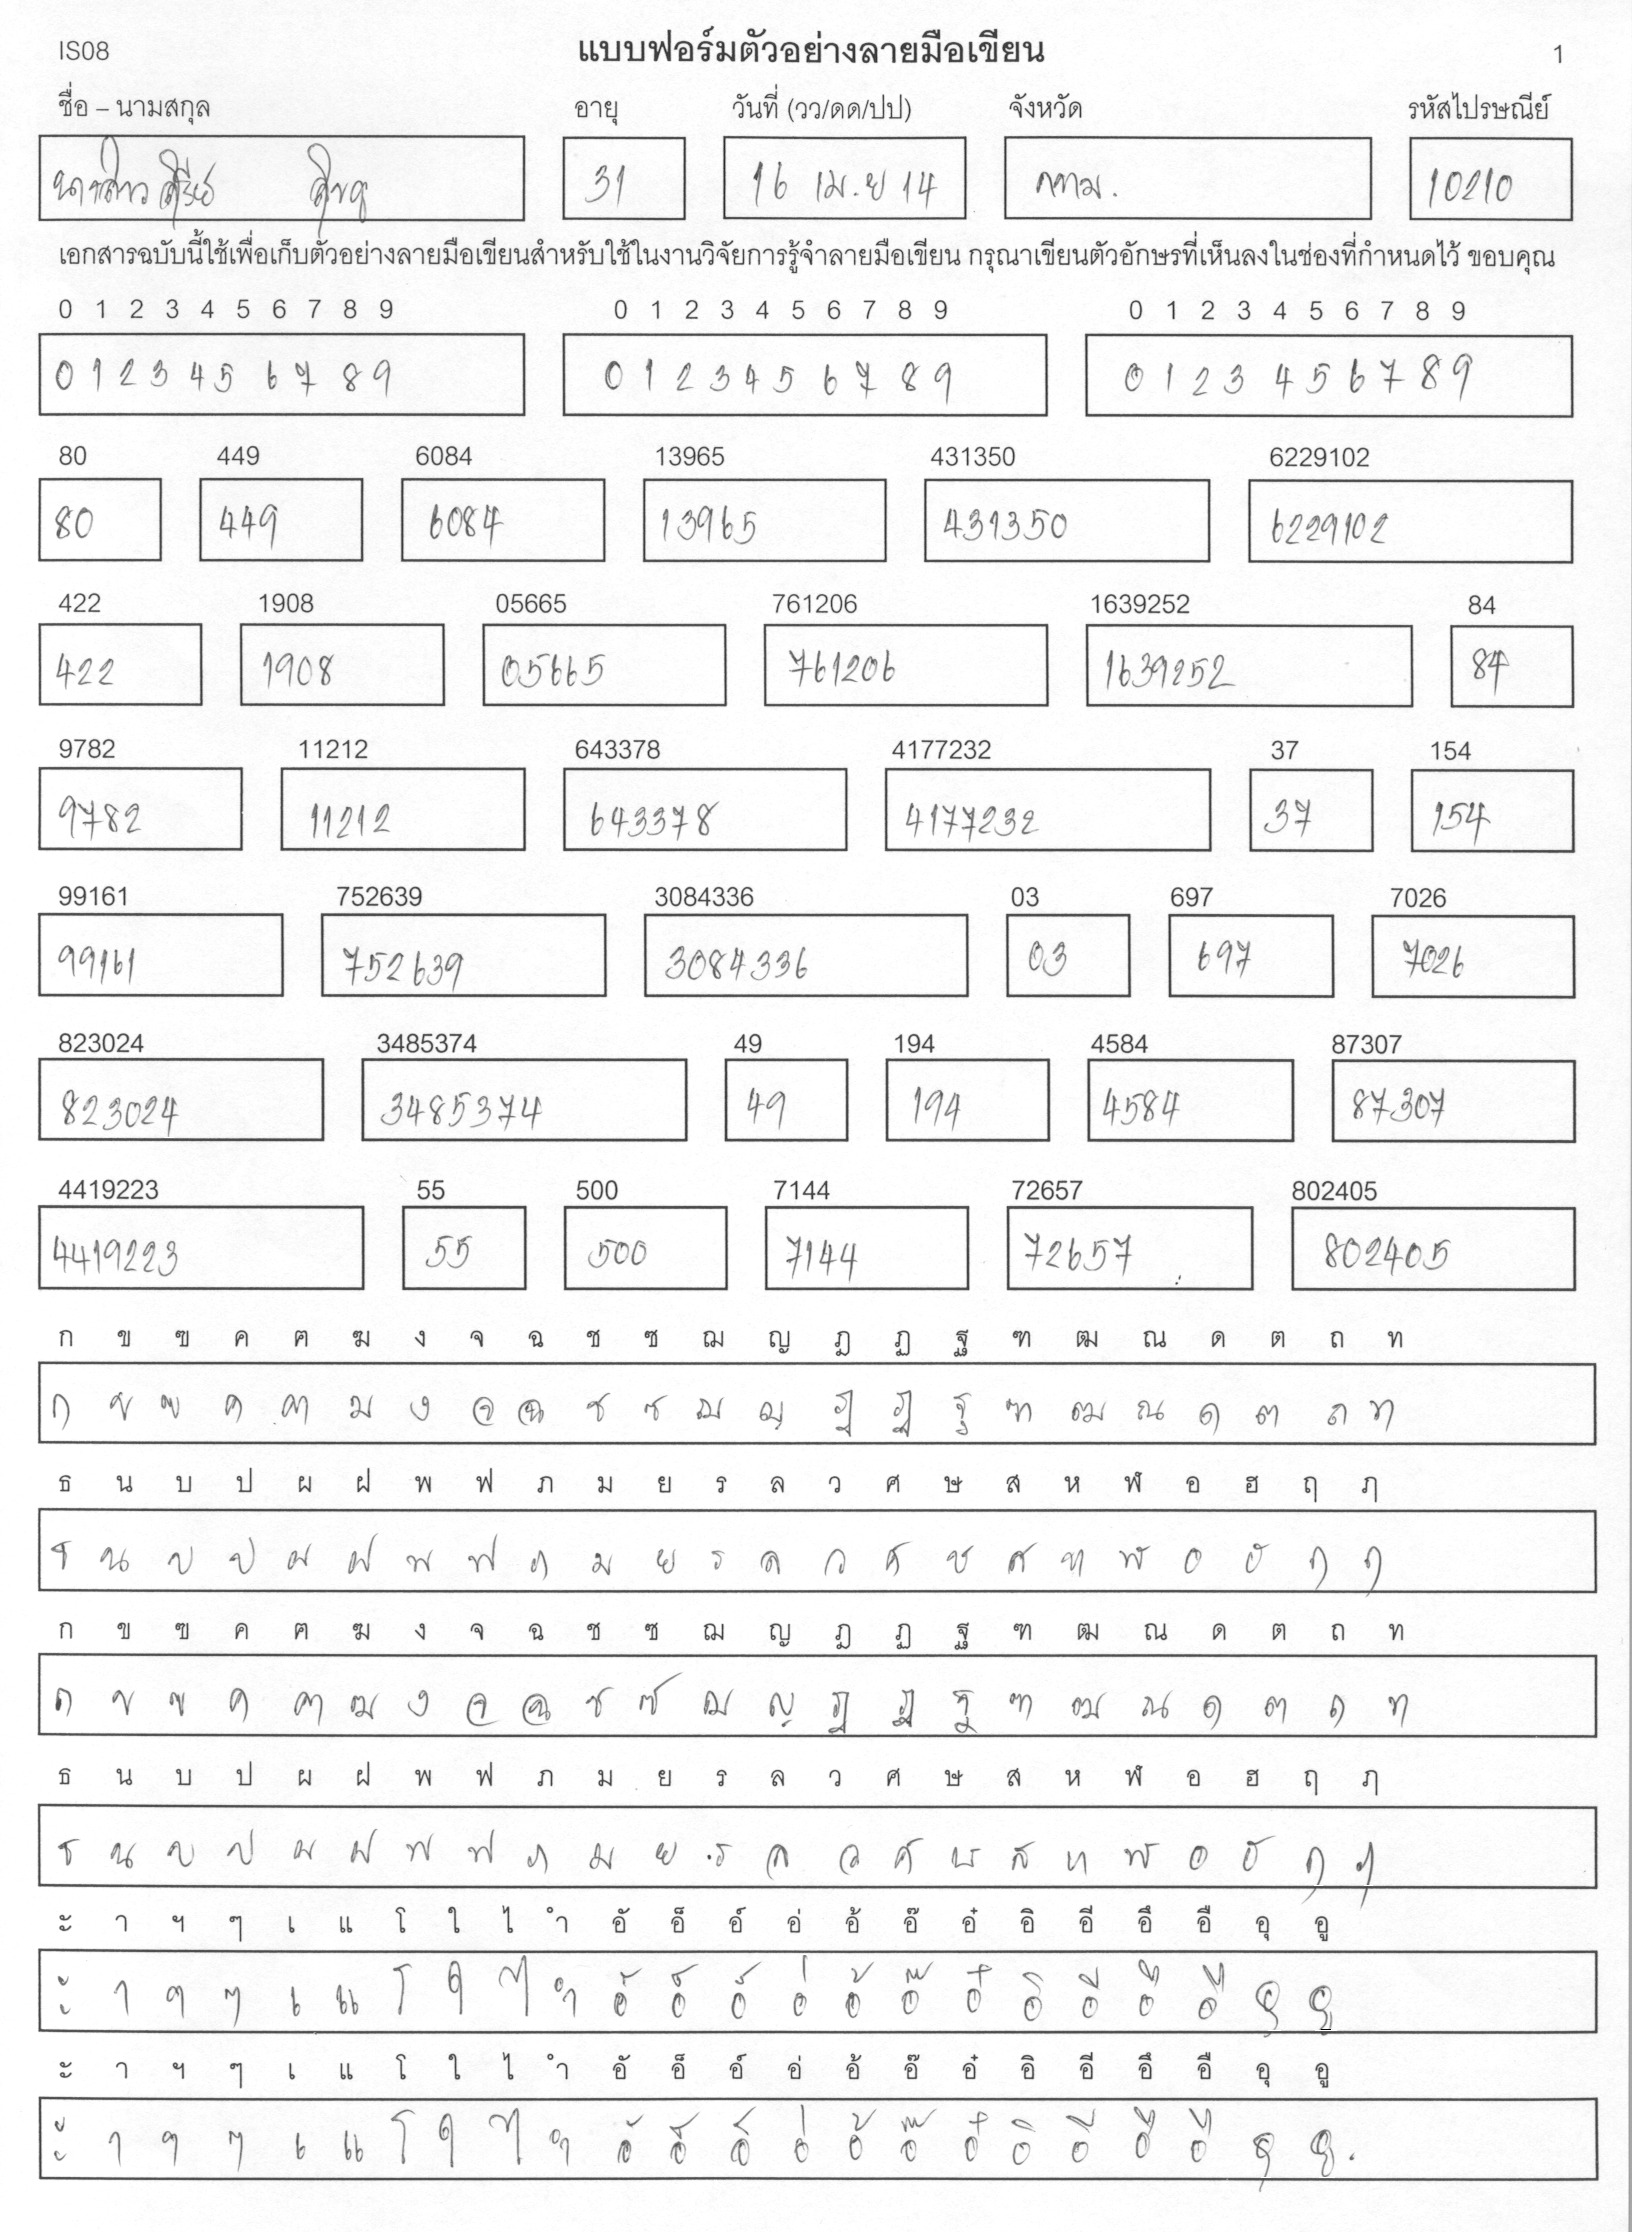 IS08 แบบฟอร์มตัวอย่างลายมือเขียน 1
ชื่อ – นามสกุล อายุ วันที่ (วว/ดด/ปป) จังหวัด รหัสไปรษณีย์
นางสาว 31 16 เม.ย 14 กทม. 10210
เอกสารฉบับนี้ใช้เพื่อเก็บตัวอย่างลายมือเขียนสำหรับใช้ในงานวิจัยการรู้จำลายมือเขียน กรุณาเขียนตัวอักษรที่เห็นลงในช่องที่กำหนดไว้ ขอบคุณ
0 1 2 3 4 5 6 7 8 9 0 1 2 3 4 5 6 7 8 9 0 1 2 3 4 5 6 7 8 9
0 1 2 3 4 5 6 7 8 9 0 1 2 3 4 5 6 7 8 9 0 1 2 3 4 5 6 7 8 9
80 449 6084 13965 431350 6229102
80 449 6084 13965 431350 6229102
422 1908 05665 761206 1639252 84
422 1908 05665 761206 1639252 84
9782 11212 643378 4177232 37 154
9782 11212 643378 4177232 37 154
99161 752639 3084336 03 697 7026
99161 752639 3084336 03 697 7026
823024 3485374 49 194 4584 87307
823024 3485374 49 194 4584 87307
4419223 55 500 7144 72657 802405
4419223 55 500 7144 72657 802405
ก ข ฃ ค ฅ ฆ ง จ ฉ ช ซ ฌ ญ ฎ ฏ ฐ ฑ ฒ ณ ด ต ถ ท
ก ข ฃ ค ฅ ฆ ง จ ฉ ช ซ ฌ ญ ฎ ฏ ฐ ฑ ฒ ณ ด ต ถ ท
ธ น บ ป ผ ฝ พ ฟ ภ ม ย ร ล ว ศ ษ ส ห ฬ อ ฮ ฤ ฦ
ธ น บ ป ผ ฝ พ ฟ ภ ม ย ร ล ว ศ ษ ส ห ฬ อ ฮ ฤ ฦ
ก ข ฃ ค ฅ ฆ ง จ ฉ ช ซ ฌ ญ ฎ ฏ ฐ ฑ ฒ ณ ด ต ถ ท
ก ข ฃ ค ฅ ฆ ง จ ฉ ช ซ ฌ ญ ฎ ฏ ฐ ฑ ฒ ณ ด ต ถ ท
ธ น บ ป ผ ฝ พ ฟ ภ ม ย ร ล ว ศ ษ ส ห ฬ อ ฮ ฤ ฦ
ธ น บ ป ผ ฝ พ ฟ ภ ม ย ร ล ว ศ ษ ส ห ฬ อ ฮ ฤ ฦ
ะ า ฯ ๆ เ แ โ ใ ไ ำ อั อ็ อ์ อ่ อ้ อ๊ อ๋ อิ อี อึ อื อุ อู
ะ า ฯ ๆ เ แ โ ใ ไ ำ อั อ็ อ์ อ่ อ้ อ๊ อ๋ อิ อี อึ อื อุ อู
ะ า ฯ ๆ เ แ โ ใ ไ ำ อั อ็ อ์ อ่ อ้ อ๊ อ๋ อิ อี อึ อื อุ อู
ะ า ฯ ๆ เ แ โ ใ ไ ำ อั อ็ อ์ อ่ อ้ อ๊ อ๋ อิ อี อึ อื อุ อู.